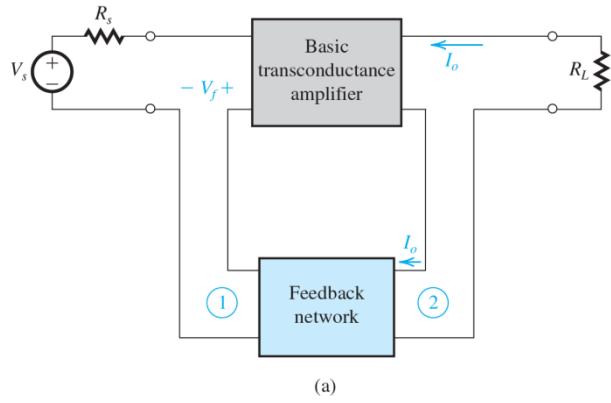 R_s
Basic
transconductance
amplifier
I_o
V_s
+
−
R_L
− V_f +
I_o
1
Feedback
network
2
(a)